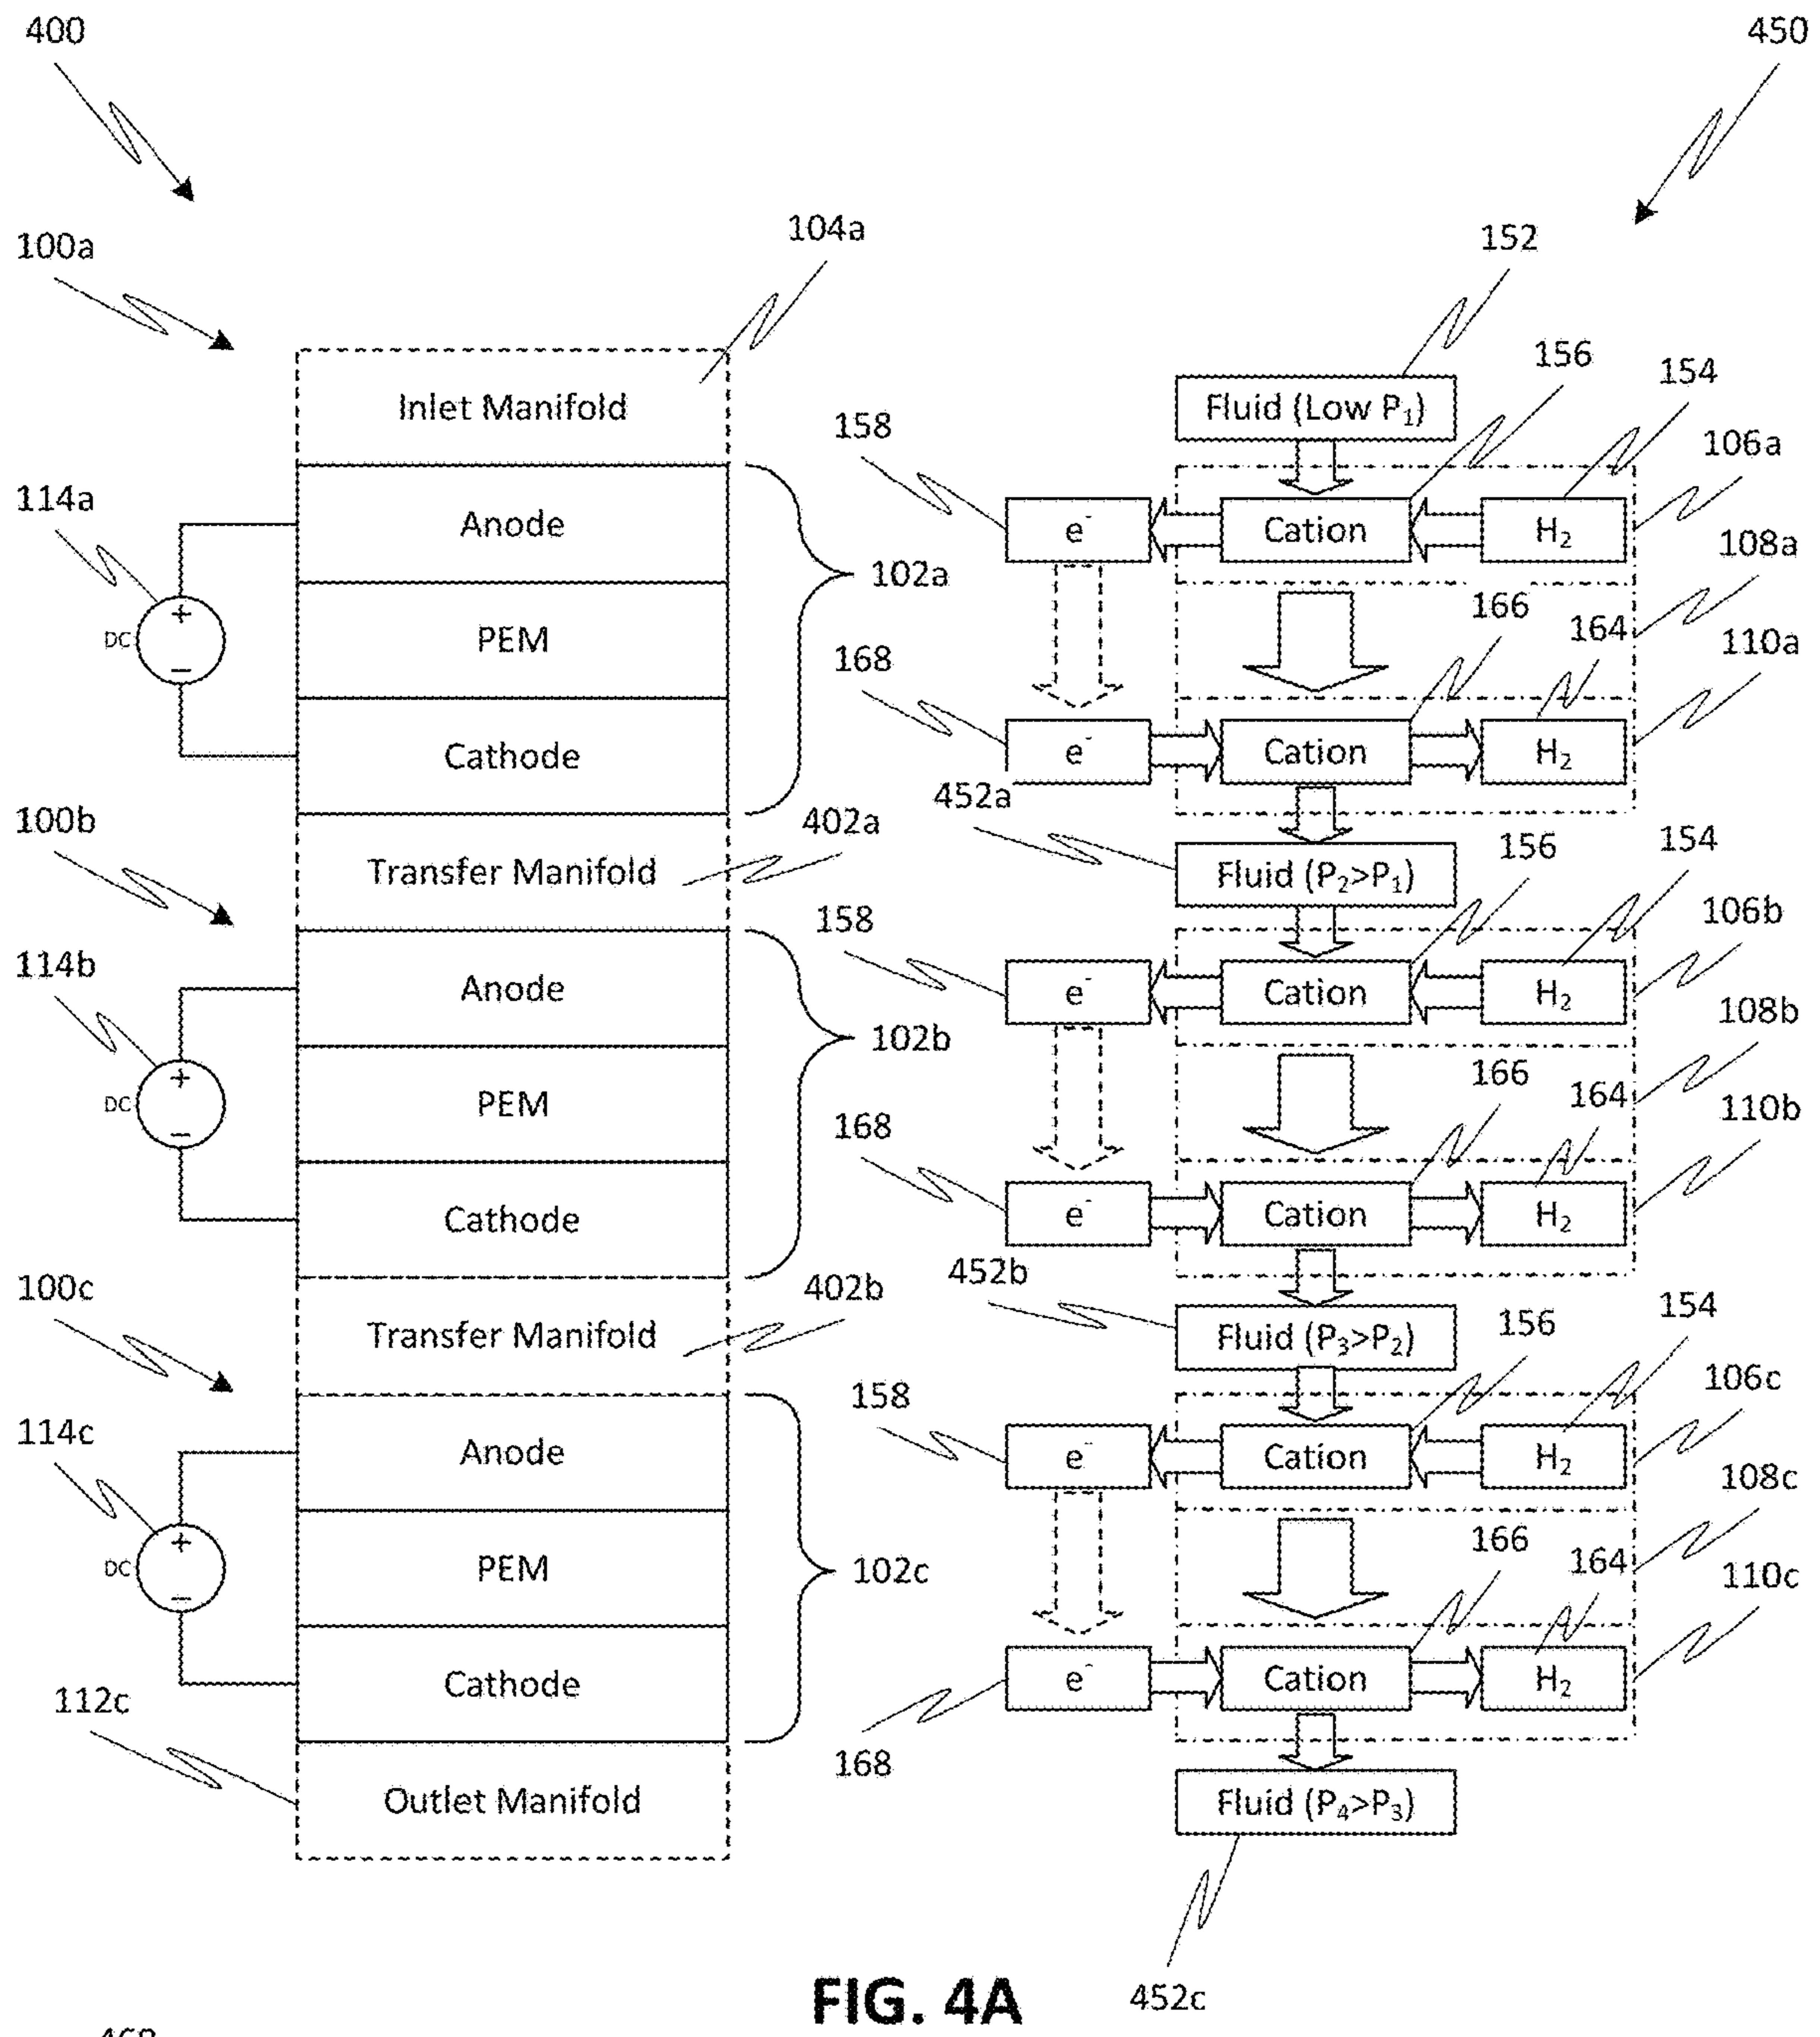 400
450
104a
100a
152
156
154
Inlet Manifold
Fluid (Low P₁)
158
106a
114a
Anode
e⁻
Cation
H₂
102a
108a
DC
+
−
PEM
166
164
110a
168
Cathode
e⁻
Cation
H₂
452a
100b
402a
156
154
Transfer Manifold
Fluid (P₂>P₁)
158
106b
114b
Anode
e⁻
Cation
H₂
102b
108b
DC
+
−
PEM
166
164
110b
168
Cathode
e⁻
Cation
H₂
452b
100c
402b
156
154
Transfer Manifold
Fluid (P₃>P₂)
158
106c
114c
Anode
e⁻
Cation
H₂
108c
DC
+
−
PEM
102c
166
164
110c
Cathode
e⁻
Cation
H₂
112c
168
Outlet Manifold
Fluid (P₄>P₃)
452c
FIG. 4A